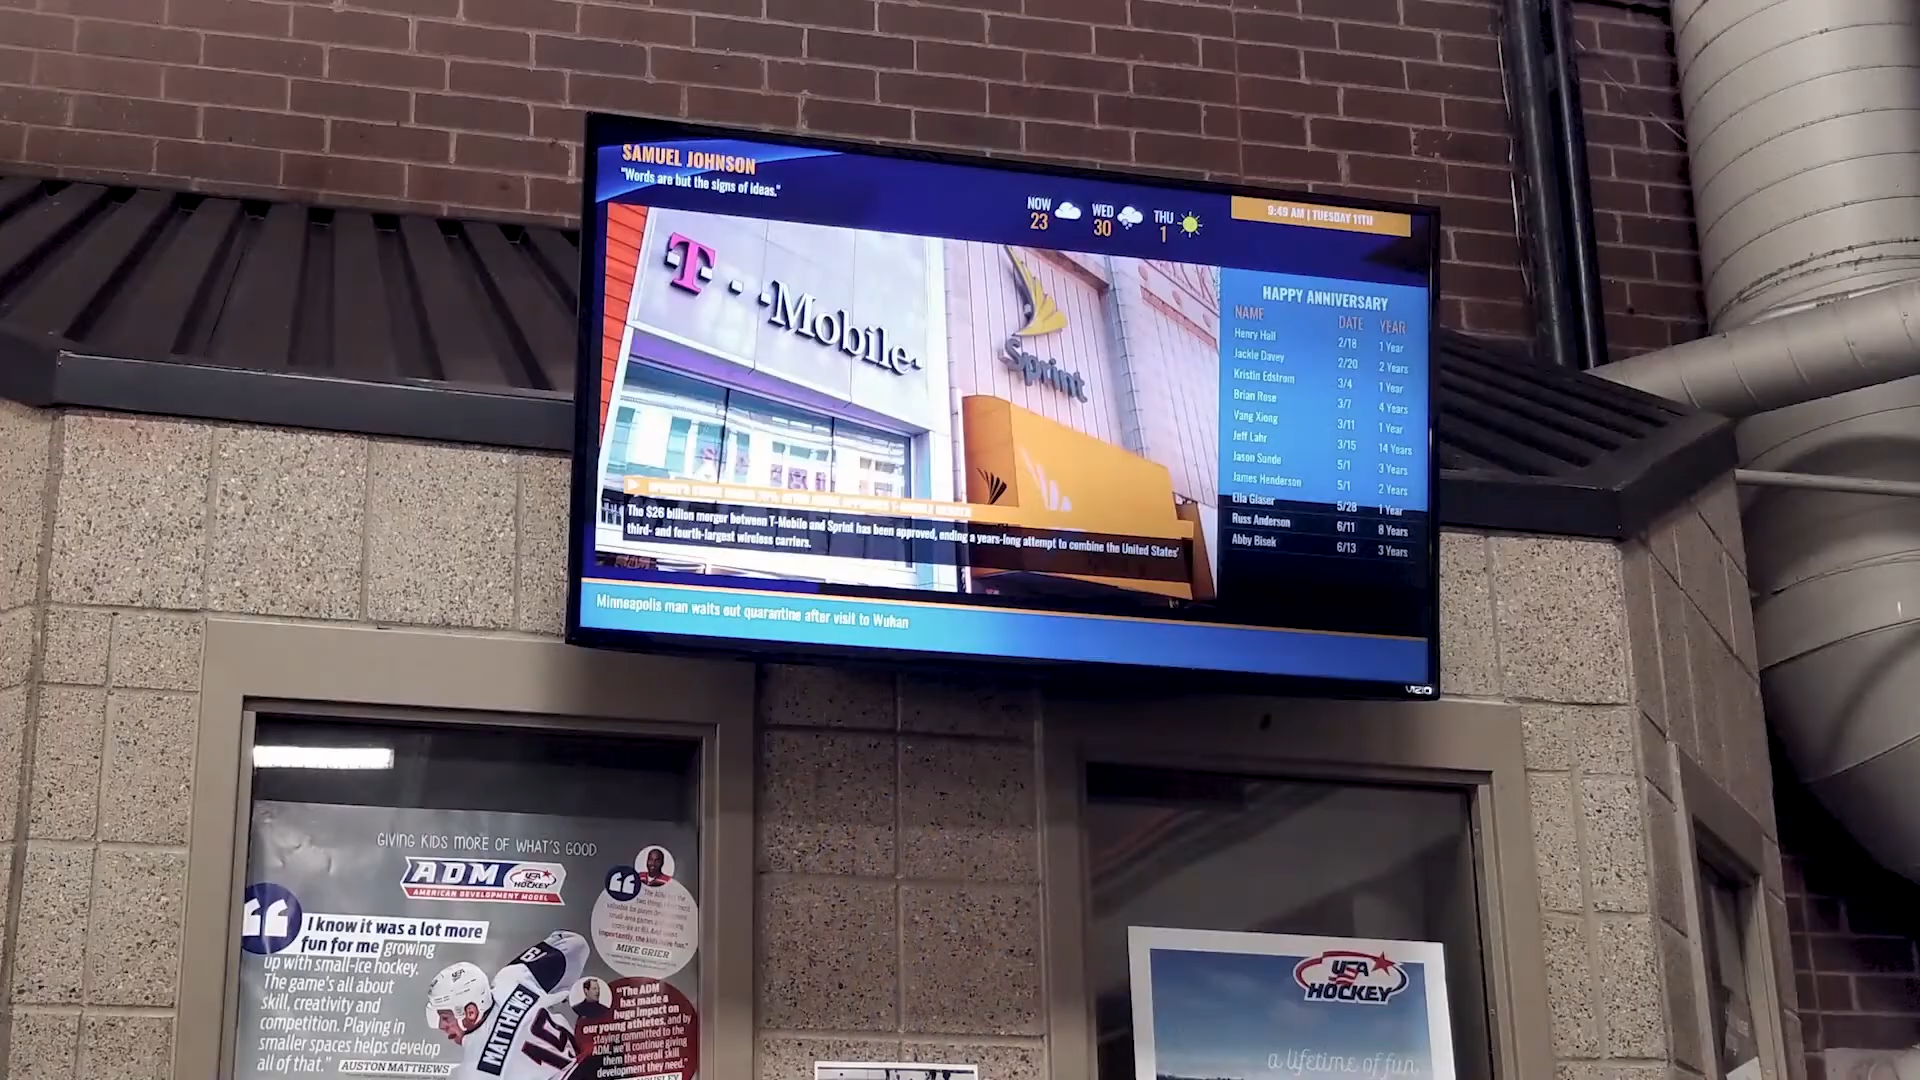 SAMUEL JOHNSON
"Words are but the signs of ideas."
NOW
23
WED
30
THU
1
9:49 AM | TUESDAY 11TH
T··Mobile·
Sprint
The $26 billion merger between T-Mobile and Sprint has been approved, ending a years-long attempt to combine the United States'
third- and fourth-largest wireless carriers.
HAPPY ANNIVERSARY
NAME DATE YEAR
Henry Hall 2/18 1 Year
Jackie Davey 2/20 2 Years
Kristin Edstrom 3/4 1 Year
Brian Rose 3/7 4 Years
Vang Xiong 3/11 1 Year
Jeff Lahr 3/15 14 Years
Jason Sunde 5/1 3 Years
James Henderson 5/1 2 Years
Ella Glaser 5/28 1 Year
Russ Anderson 6/11 8 Years
Abby Bisek 6/13 3 Years
Minneapolis man waits out quarantine after visit to Wuhan
VIZIO
GIVING KIDS MORE OF WHAT'S GOOD
ADM
USA
HOCKEY
AMERICAN DEVELOPMENT MODEL
I know it was a lot more
fun for me growing
up with small-ice hockey.
The game's all about
skill, creativity and
competition. Playing in
smaller spaces helps develop
all of that."
AUSTON MATTHEWS
MATTHEWS
19
importantly, the kids have fun."
MIKE GRIER
"The ADM
has made a
huge impact on
our young athletes, and by
staying committed to the
ADM, we'll continue giving
them the overall skill
development they need."
USA
HOCKEY
a lifetime of fun